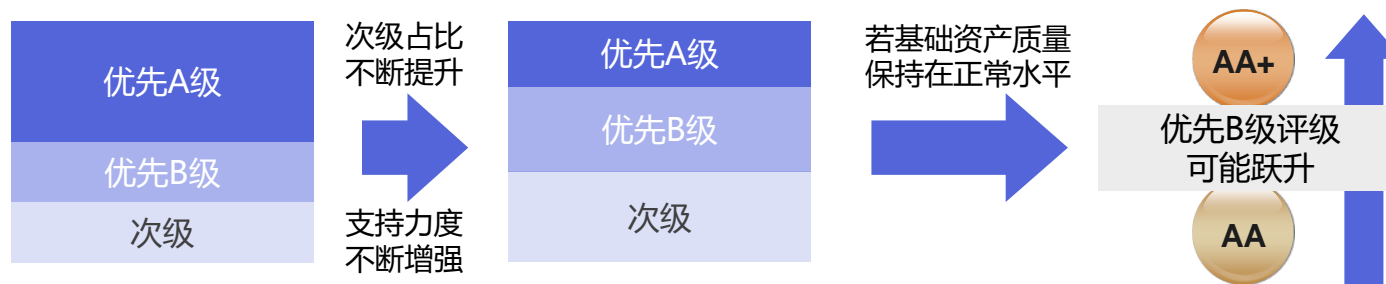 优先A级
优先B级
次级
次级占比
不断提升
支持力度
不断增强
优先A级
优先B级
次级
若基础资产质量
保持在正常水平
AA+
优先B级评级
可能跃升
AA